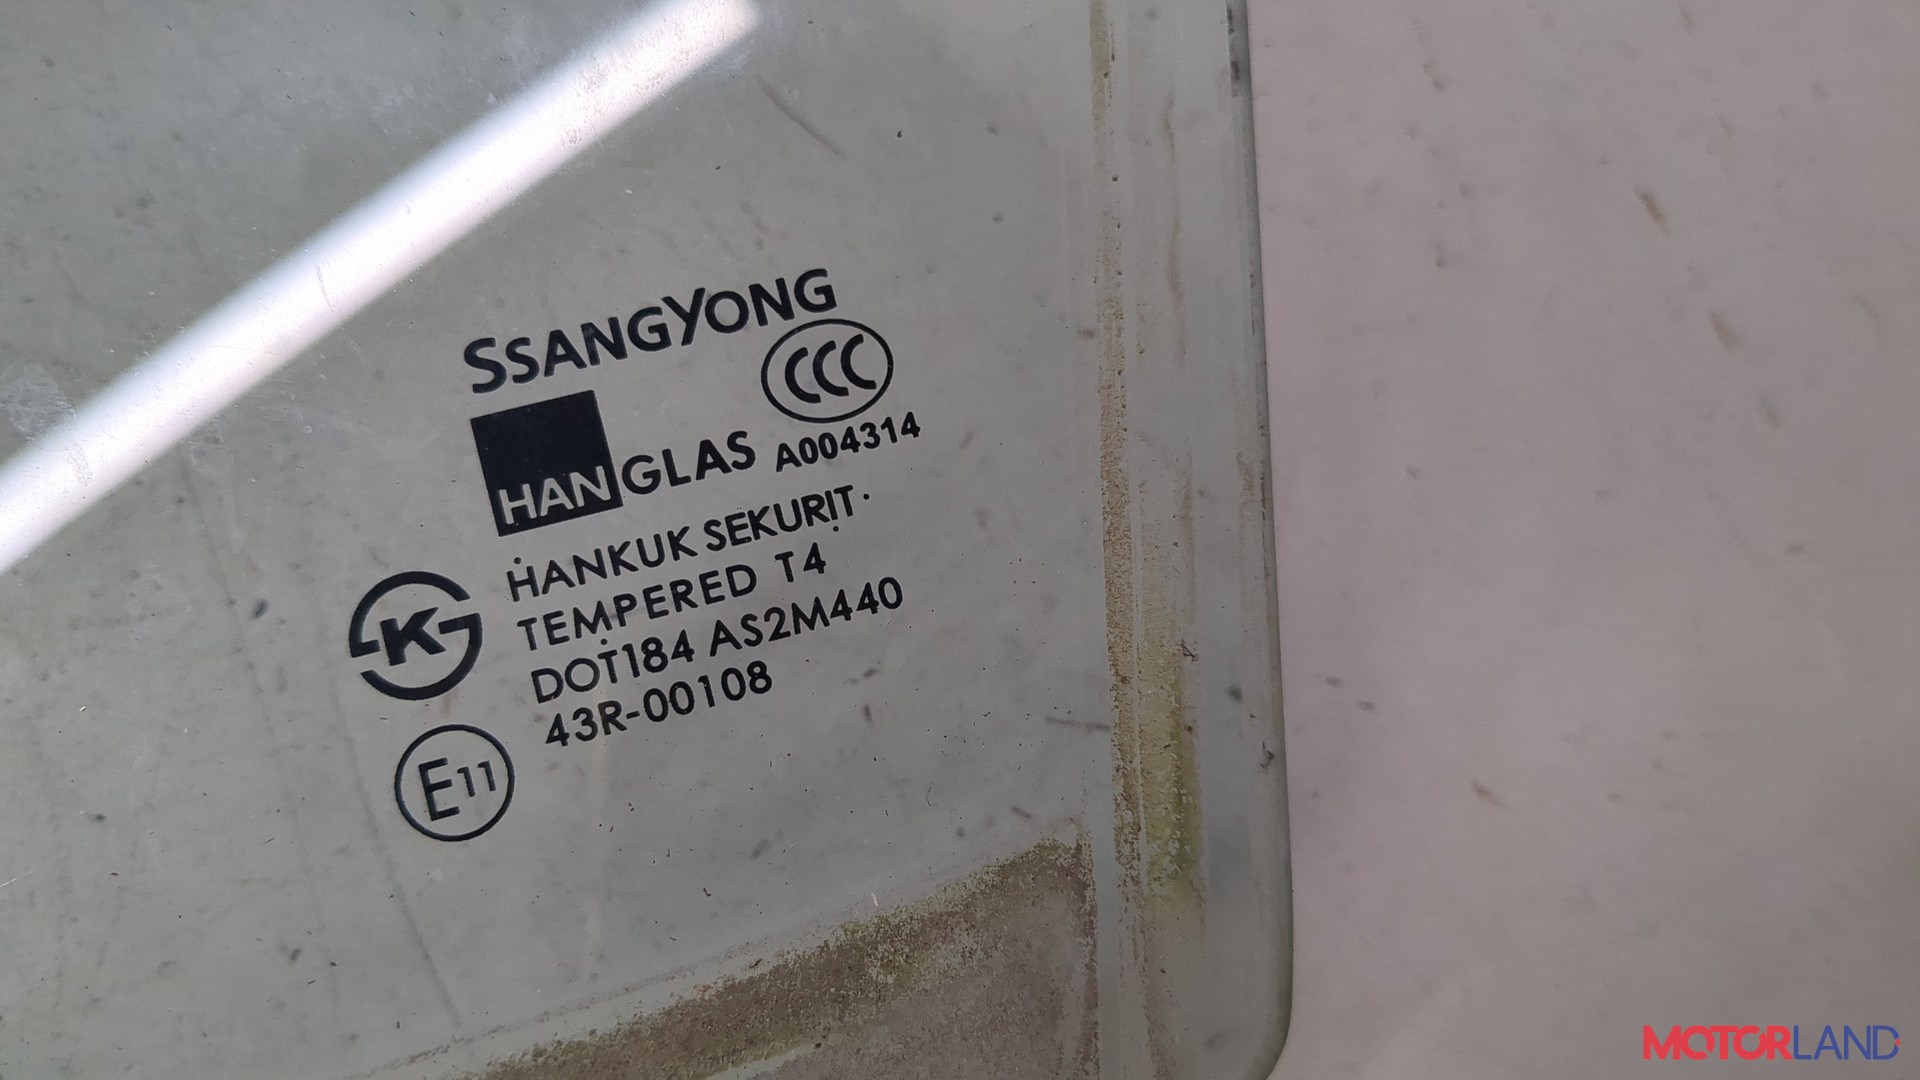 SSANGYONG
CCC
HANGLAS A004314
HANKUK SEKURIT
TEMPERED T4
K
DOT184 AS2M440
43R-00108
E11
MOTORLAND